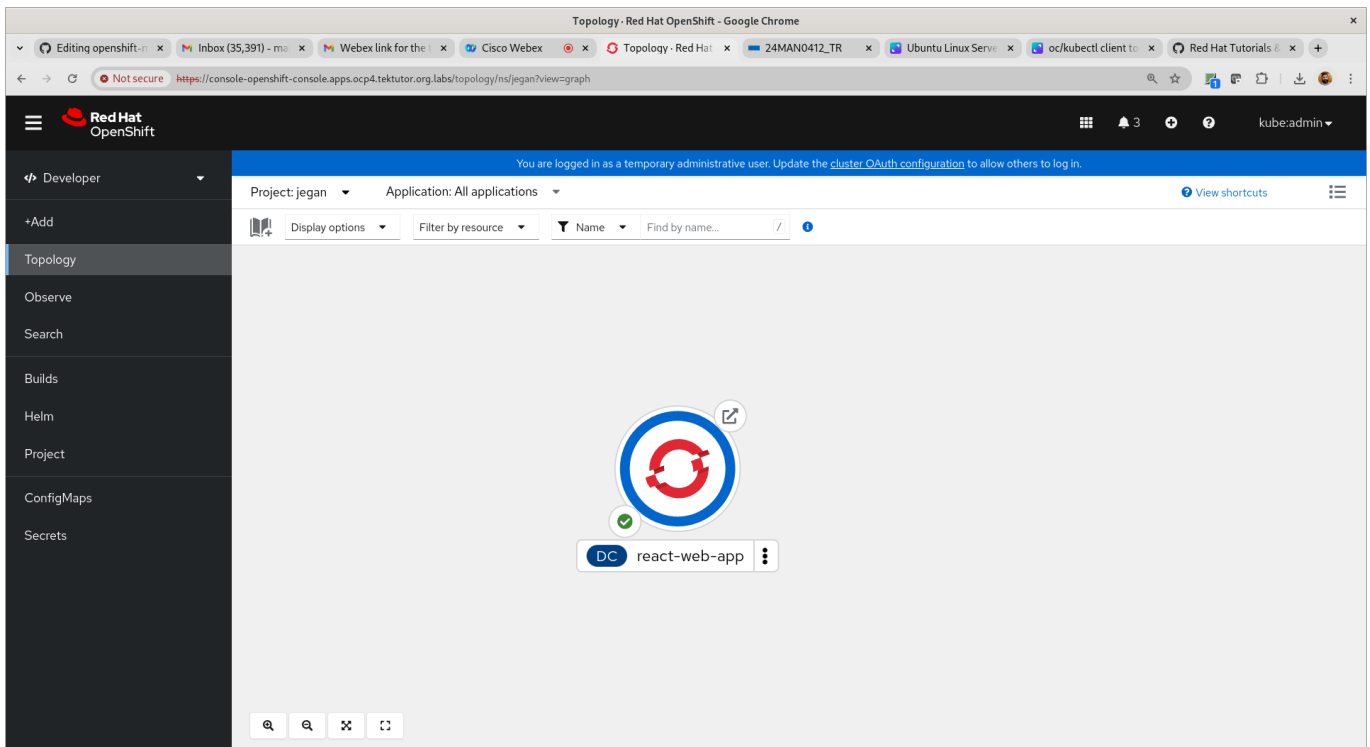 Topology · Red Hat OpenShift - Google Chrome
Editing openshift-
Inbox (35,391) - ma
Webex link for the t
Cisco Webex
Topology · Red Hat
24MAN0412_TR
Ubuntu Linux Serve
oc/kubectl client to
Red Hat Tutorials &
Not secure https://console-openshift-console.apps.ocp4.tektutor.org.labs/topology/ns/jegan?view=graph
1
Red Hat
OpenShift
3
kube:admin
You are logged in as a temporary administrative user. Update the cluster OAuth configuration to allow others to log in.
Developer
Project: jegan
Application: All applications
View shortcuts
+Add
Display options
Filter by resource
Name
Find by name...
/
Topology
Observe
Search
Builds
Helm
Project
ConfigMaps
Secrets
DC react-web-app